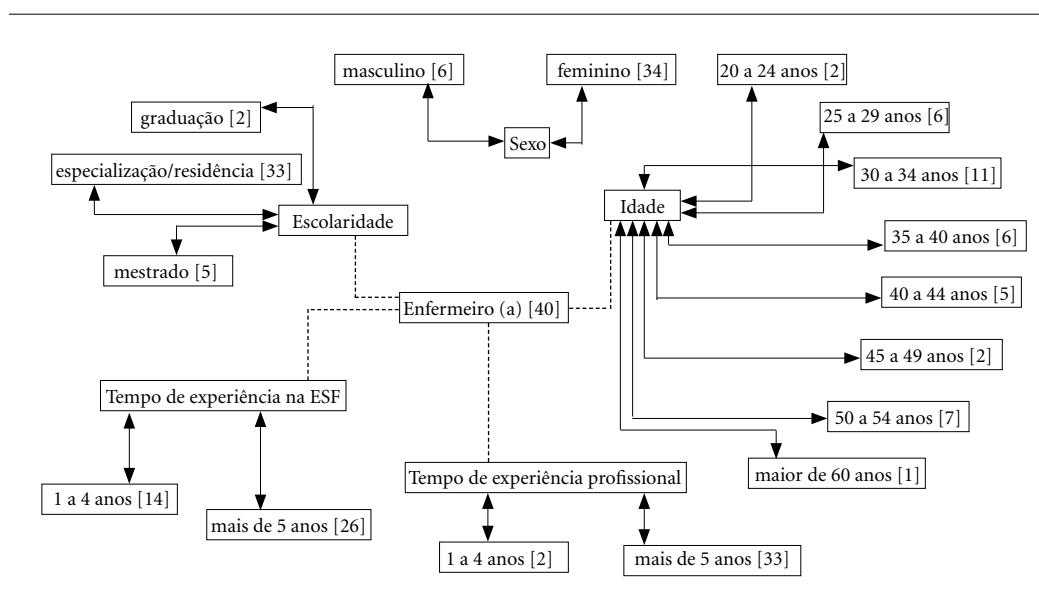 masculino [6]
feminino [34]
20 a 24 anos [2]
graduação [2]
25 a 29 anos [6]
Sexo
especialização/residência [33]
30 a 34 anos [11]
Idade
Escolaridade
35 a 40 anos [6]
mestrado [5]
40 a 44 anos [5]
Enfermeiro (a) [40]
45 a 49 anos [2]
Tempo de experiência na ESF
50 a 54 anos [7]
maior de 60 anos [1]
Tempo de experiência profissional
1 a 4 anos [14]
mais de 5 anos [26]
1 a 4 anos [2]
mais de 5 anos [33]